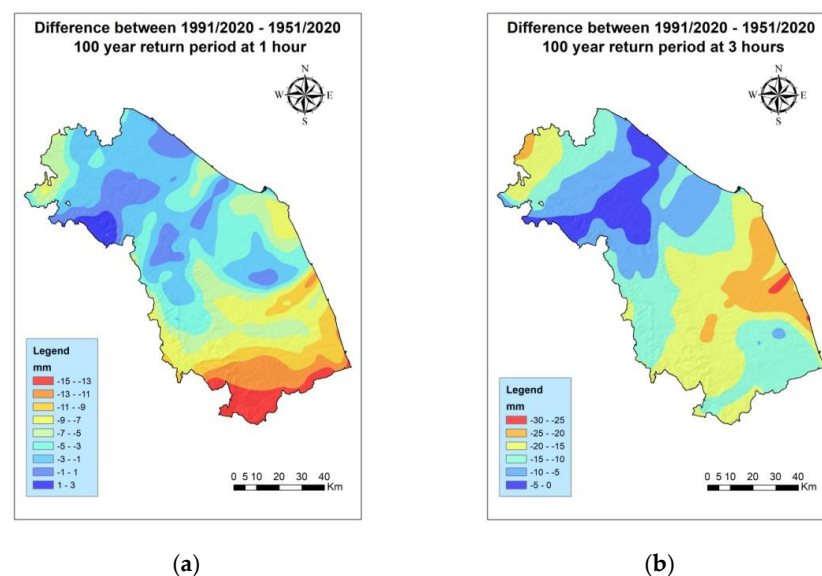 Difference between 1991/2020 - 1951/2020
100 year return period at 1 hour
N
W E
S
Legend
mm
-15 - -13
-13 - -11
-11 - -9
-9 - -7
-7 - -5
-5 - -3
-3 - -1
-1 - 1
1 - 3
0 5 10 20 30 40
Km
(a)
Difference between 1991/2020 - 1951/2020
100 year return period at 3 hours
N
W E
S
Legend
mm
-30 - -25
-25 - -20
-20 - -15
-15 - -10
-10 - -5
-5 - 0
0 5 10 20 30 40
Km
(b)